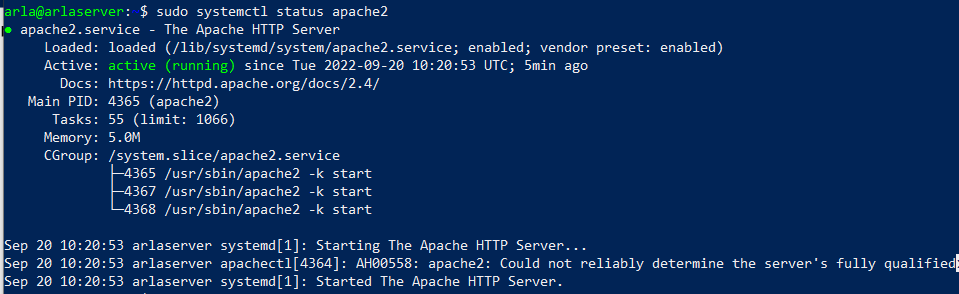 arla@arlaserver:~$ sudo systemctl status apache2
● apache2.service - The Apache HTTP Server
Loaded: loaded (/lib/systemd/system/apache2.service; enabled; vendor preset: enabled)
Active: active (running) since Tue 2022-09-20 10:20:53 UTC; 5min ago
Docs: https://httpd.apache.org/docs/2.4/
Main PID: 4365 (apache2)
Tasks: 55 (limit: 1066)
Memory: 5.0M
CGroup: /system.slice/apache2.service
├─4365 /usr/sbin/apache2 -k start
├─4367 /usr/sbin/apache2 -k start
└─4368 /usr/sbin/apache2 -k start
Sep 20 10:20:53 arlaserver systemd[1]: Starting The Apache HTTP Server...
Sep 20 10:20:53 arlaserver apachectl[4364]: AH00558: apache2: Could not reliably determine the server's fully qualified
Sep 20 10:20:53 arlaserver systemd[1]: Started The Apache HTTP Server.